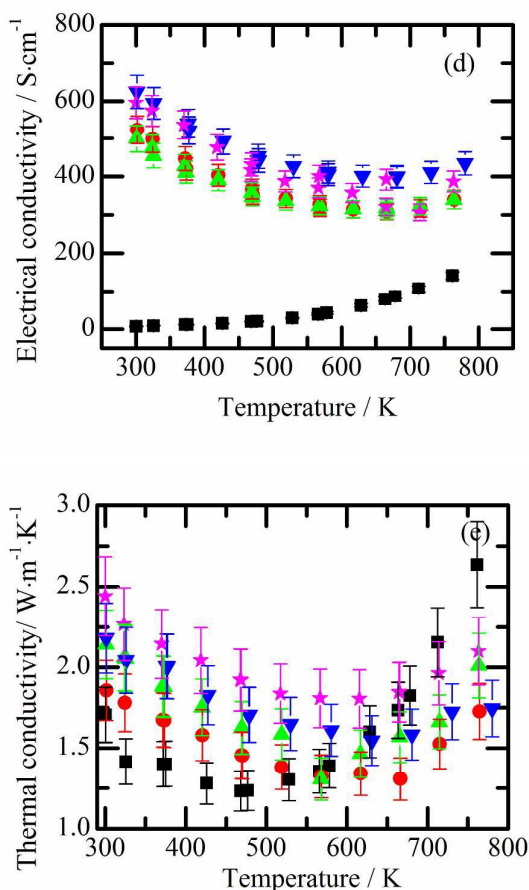 800
(d)
600
400
200
0
Electrical conductivity / S·cm⁻¹
300 400 500 600 700 800
Temperature / K
3.0
(e)
2.5
2.0
1.5
1.0
Thermal conductivity/ W·m⁻¹·K⁻¹
300 400 500 600 700 800
Temperature / K